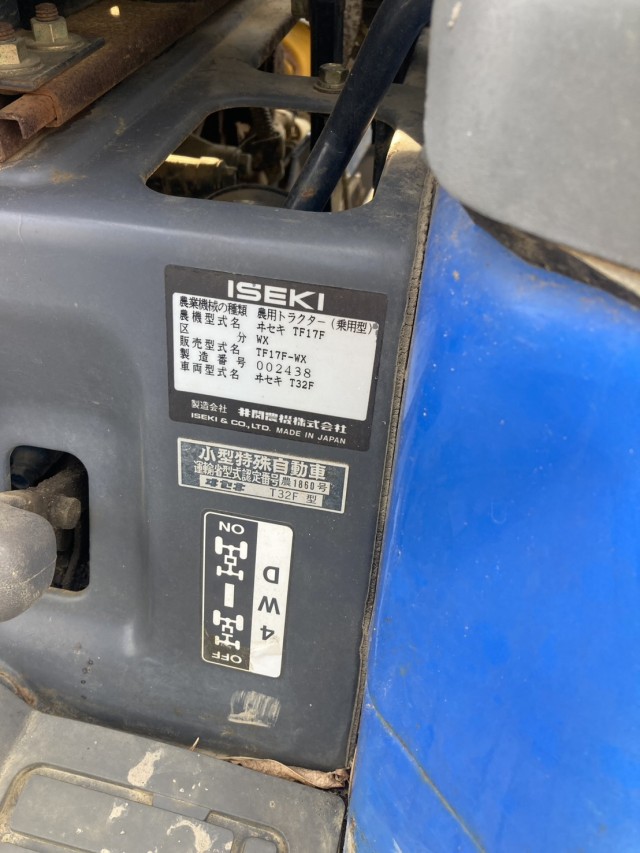 ISEKI
農業機械の種類 農用トラクター(乗用型)
農機型式名 ヰセキ TF17F
区分 WX
販売型式名 TF17F-WX
製造番号 002438
車両型式名 ヰセキ T32F
製造会社 井関農機株式会社
ISEKI & CO., LTD. MADE IN JAPAN
小型特殊自動車
運輸省型式認定番号 農1860号
ヰセキ T32F 型
ON
4WD
OFF